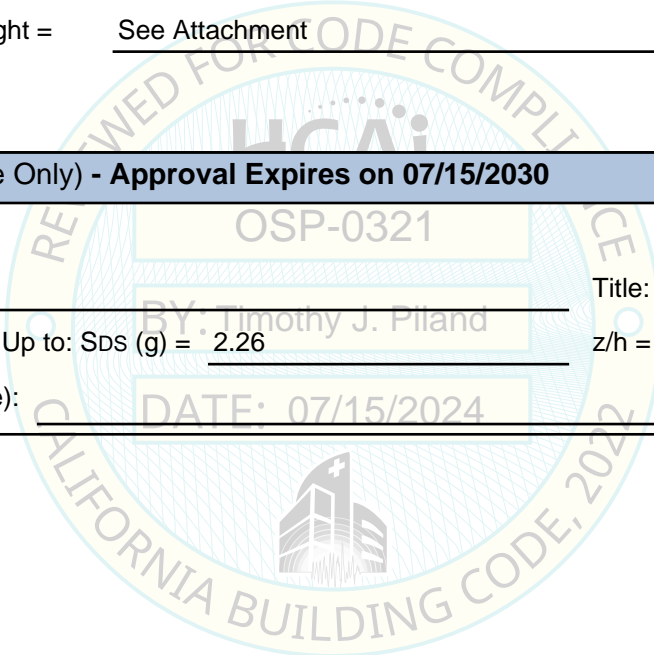 ght = See Attachment
REVIEWED FOR CODE COMPLIANCE
HCAi
e Only) - Approval Expires on 07/15/2030
OSP-0321
Title:
BY: Timothy J. Piland
Up to: SDS (g) = 2.26 z/h =
e):
DATE: 07/15/2024
CALIFORNIA BUILDING CODE, 2022